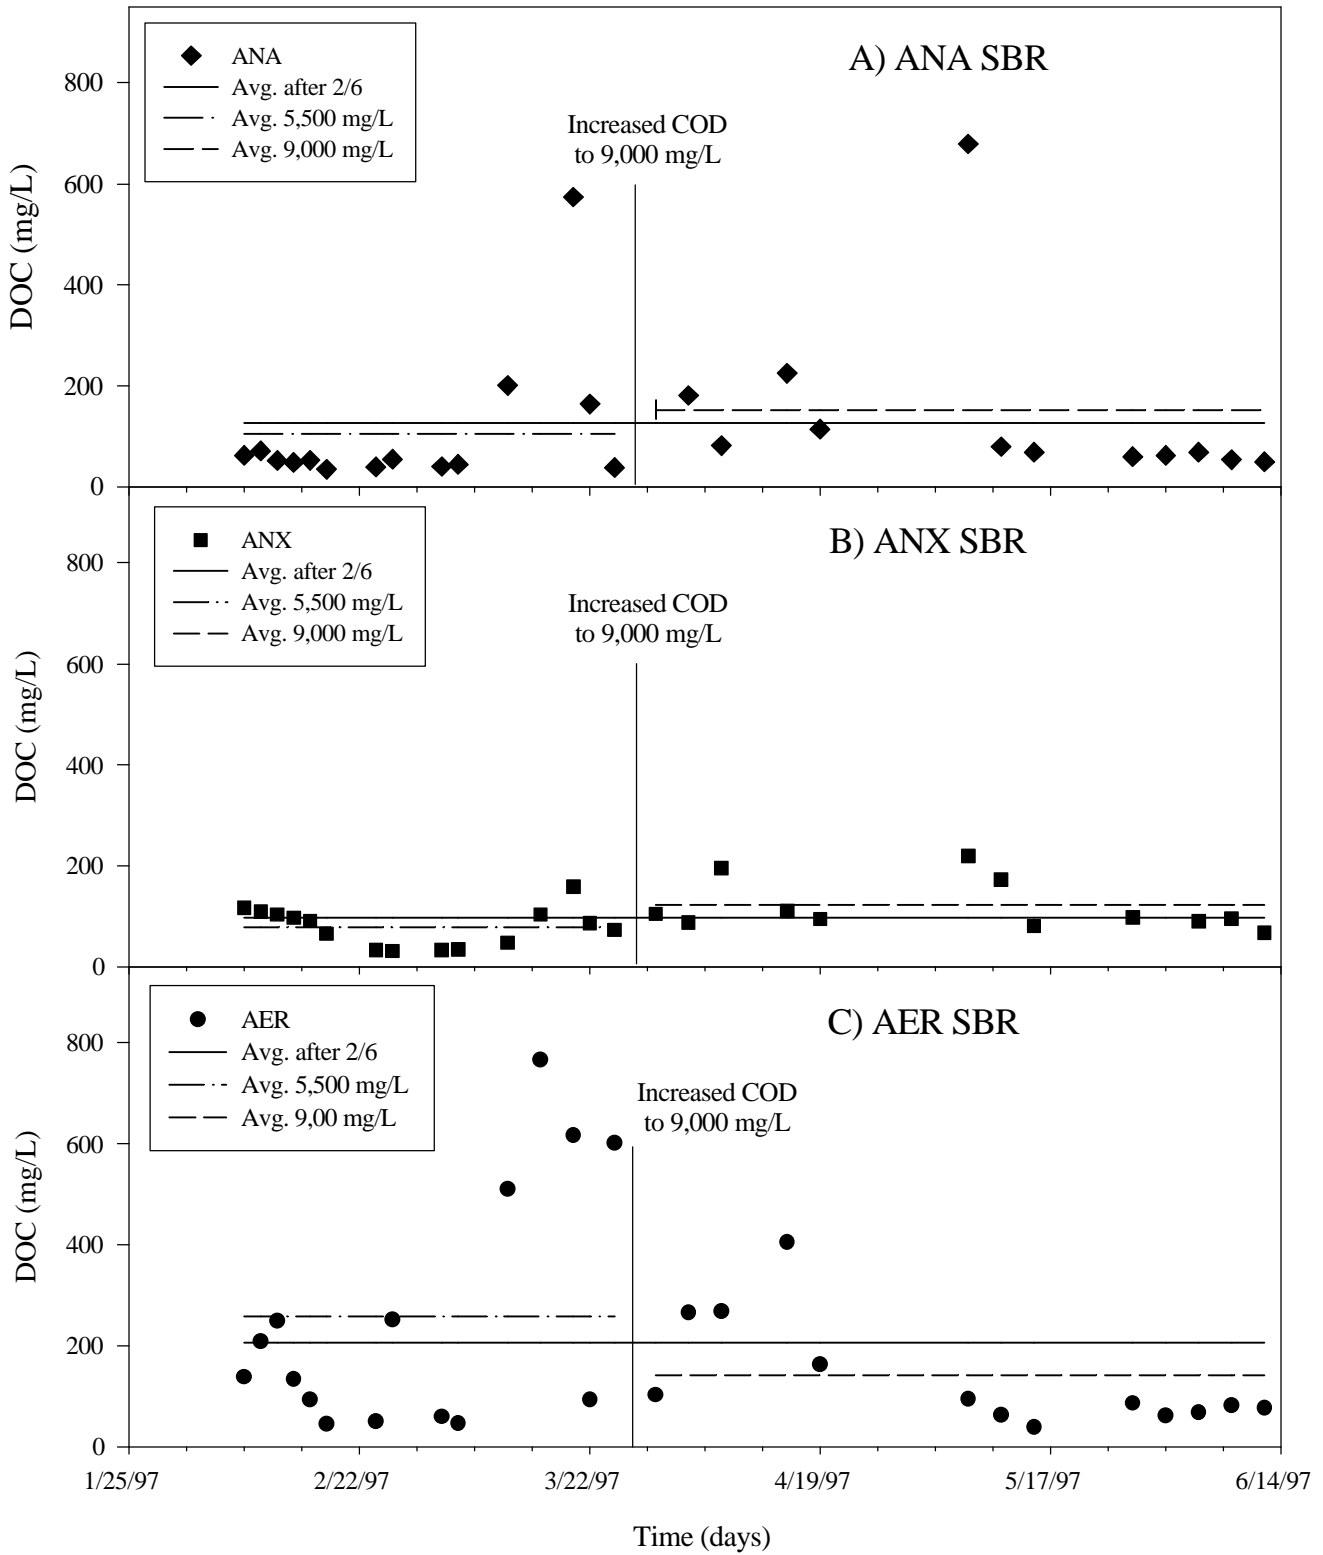 A) ANA SBR
ANA
Avg. after 2/6
Avg. 5,500 mg/L
Avg. 9,000 mg/L
Increased COD
to 9,000 mg/L
DOC (mg/L)
800
600
400
200
0
B) ANX SBR
ANX
Avg. after 2/6
Avg. 5,500 mg/L
Avg. 9,000 mg/L
Increased COD
to 9,000 mg/L
DOC (mg/L)
800
600
400
200
0
C) AER SBR
AER
Avg. after 2/6
Avg. 5,500 mg/L
Avg. 9,00 mg/L
Increased COD
to 9,000 mg/L
DOC (mg/L)
800
600
400
200
0
1/25/97 2/22/97 3/22/97 4/19/97 5/17/97 6/14/97
Time (days)